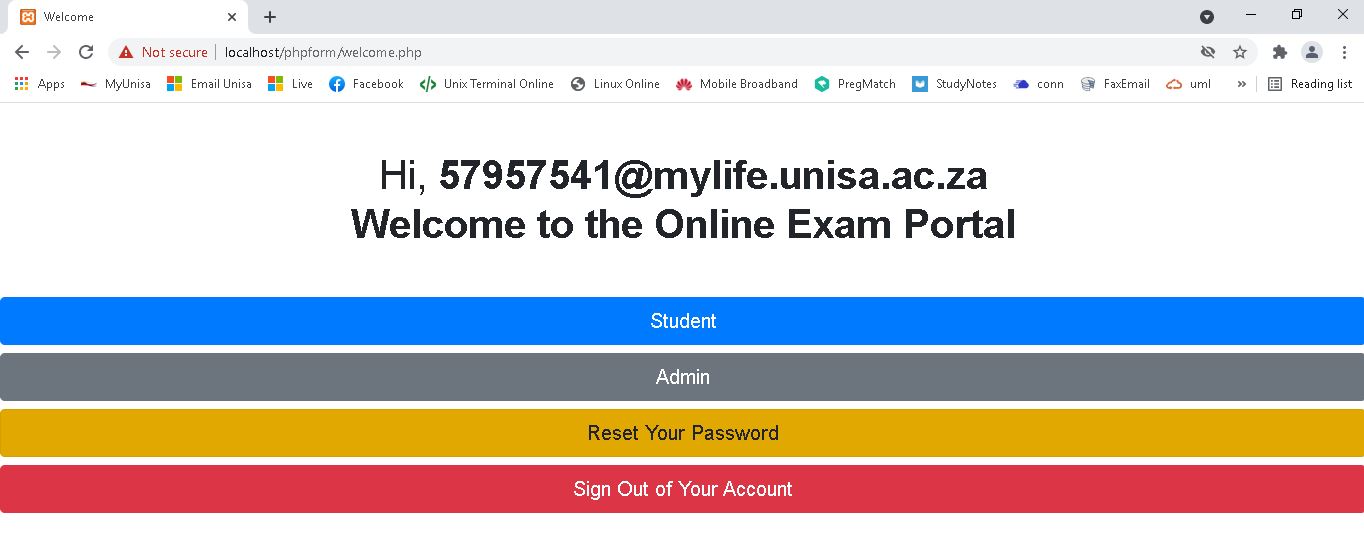 Welcome
Not secure | localhost/phpform/welcome.php
Apps MyUnisa Email Unisa Live Facebook Unix Terminal Online Linux Online Mobile Broadband PregMatch StudyNotes conn FaxEmail uml » Reading list
Hi, 57957541@mylife.unisa.ac.za
Welcome to the Online Exam Portal
Student
Admin
Reset Your Password
Sign Out of Your Account